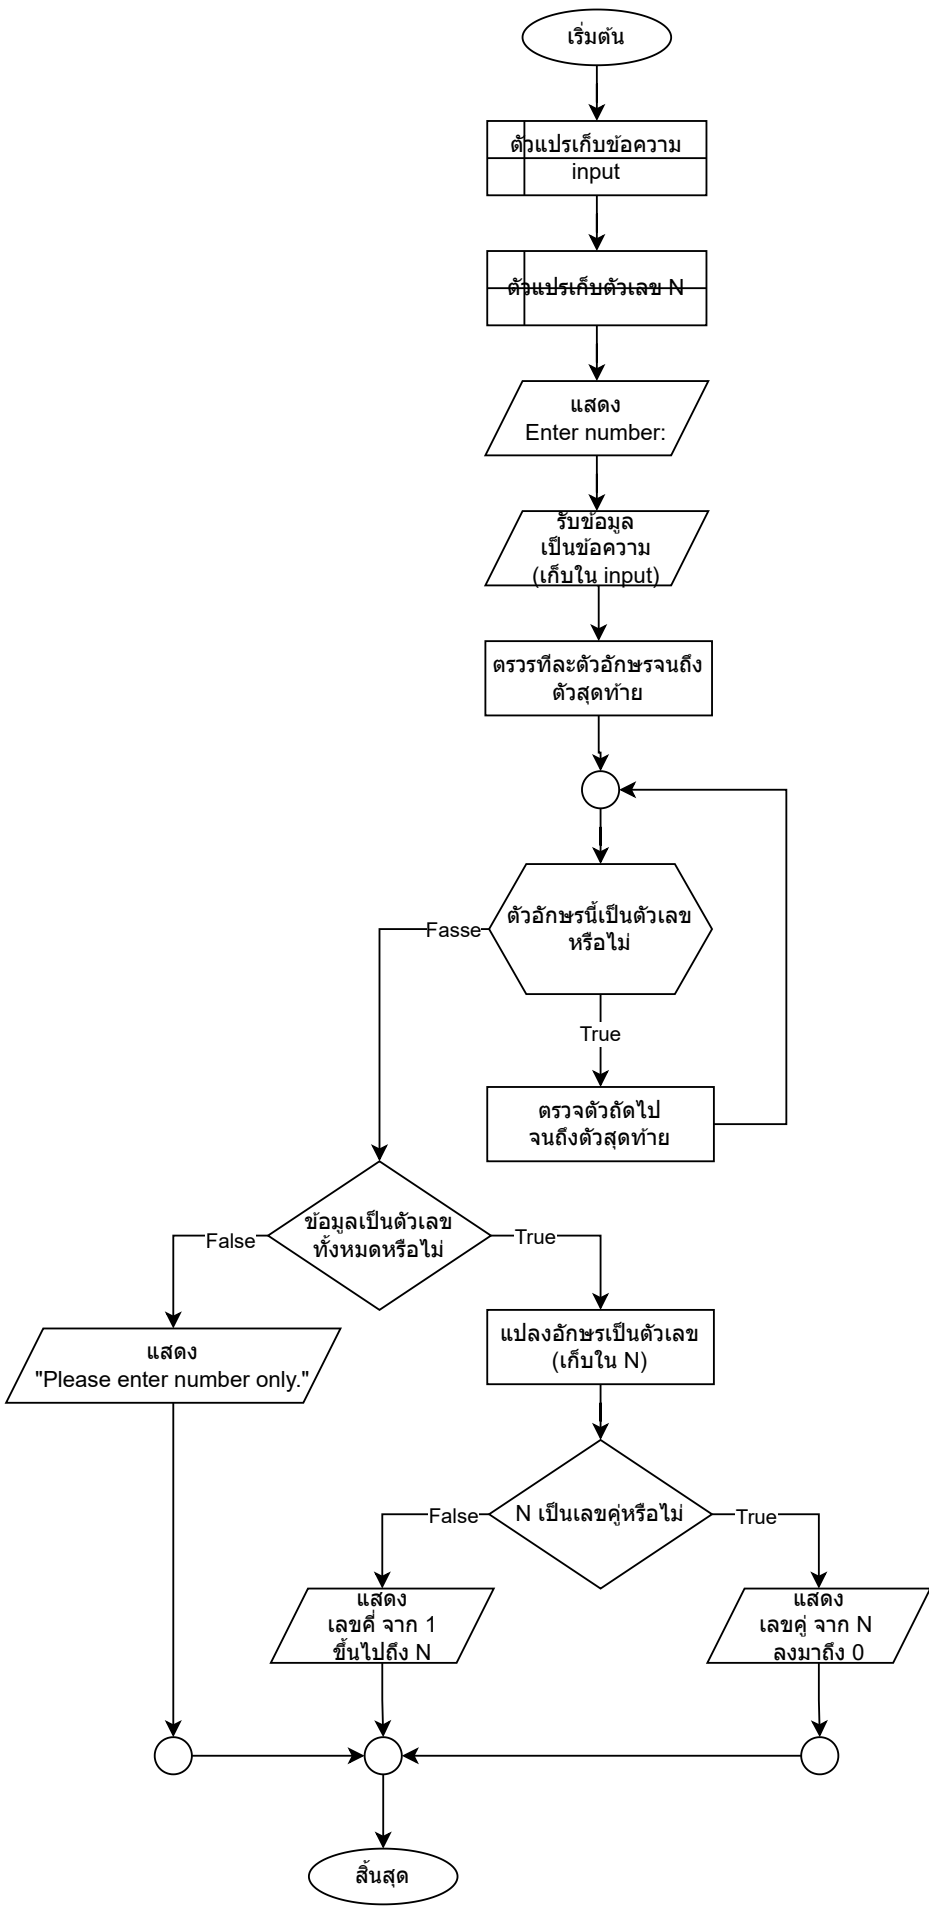 เริ่มต้น
ตัวแปรเก็บข้อความ
input
ตัวแปรเก็บตัวเลข N
แสดง
Enter number:
รับข้อมูล
เป็นข้อความ
(เก็บใน input)
ตรวรทีละตัวอักษรจนถึง
ตัวสุดท้าย
ตัวอักษรนี้เป็นตัวเลข
หรือไม่
Fasse
True
ตรวจตัวถัดไป
จนถึงตัวสุดท้าย
ข้อมูลเป็นตัวเลข
ทั้งหมดหรือไม่
False
True
แสดง
"Please enter number only."
แปลงอักษรเป็นตัวเลข
(เก็บใน N)
N เป็นเลขคู่หรือไม่
False
True
แสดง
เลขคี่ จาก 1
ขึ้นไปถึง N
แสดง
เลขคู่ จาก N
ลงมาถึง 0
สิ้นสุด